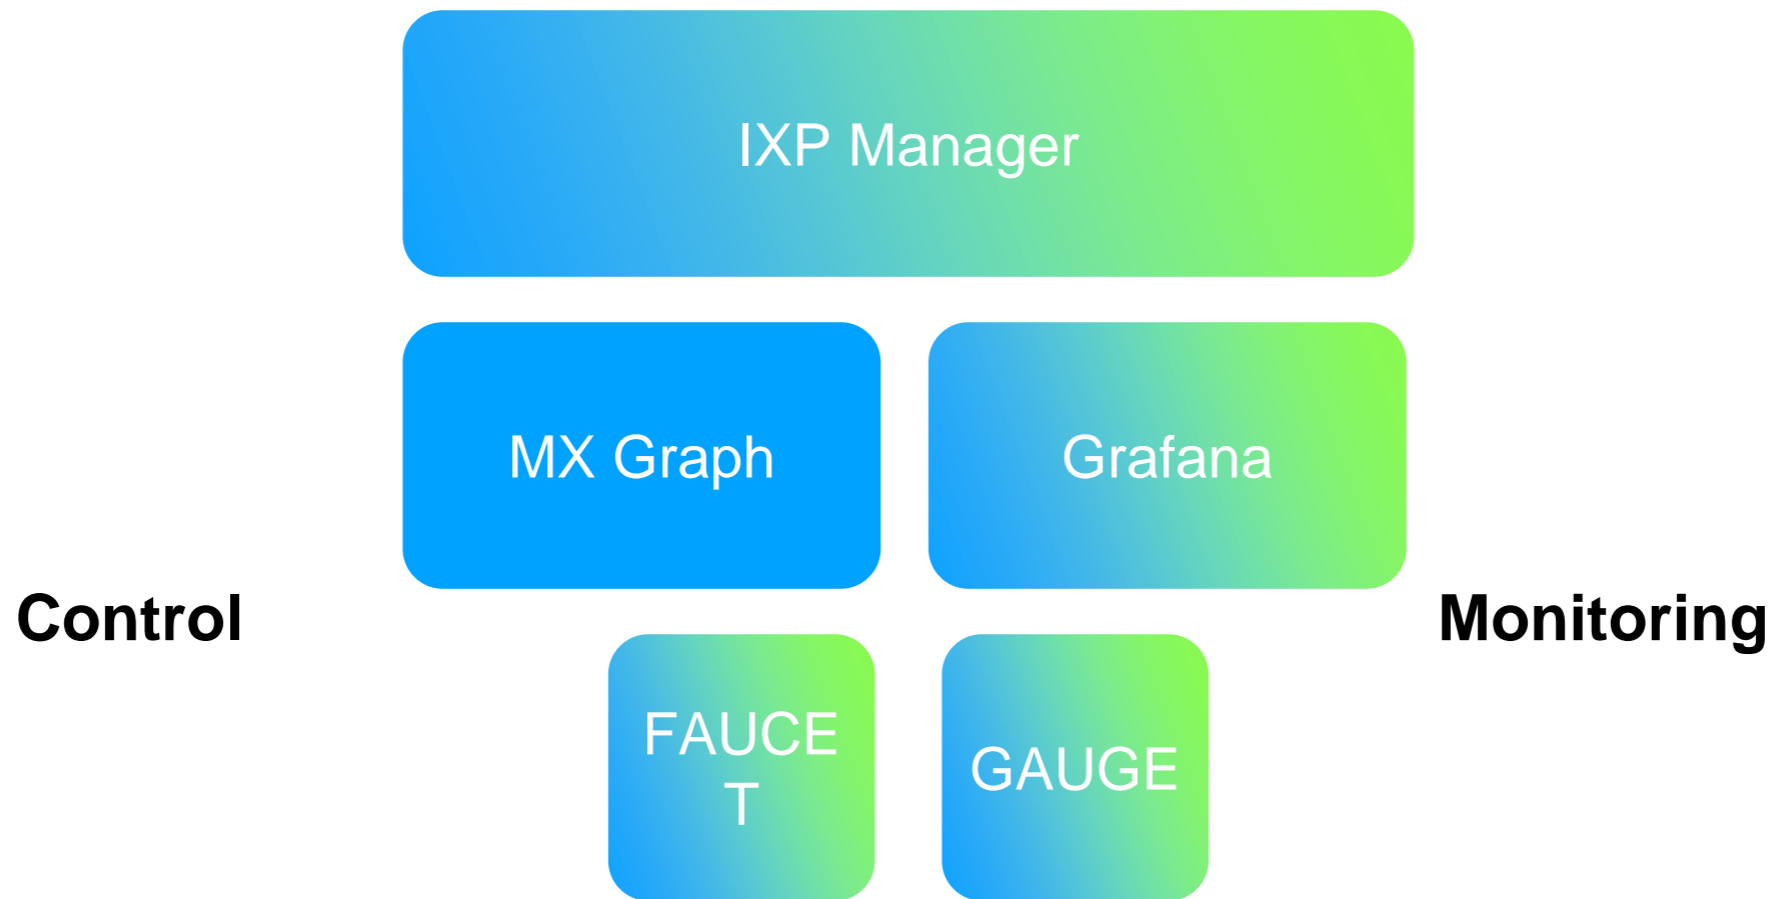 IXP Manager
MX Graph
Grafana
Control
Monitoring
FAUCE
T
GAUGE